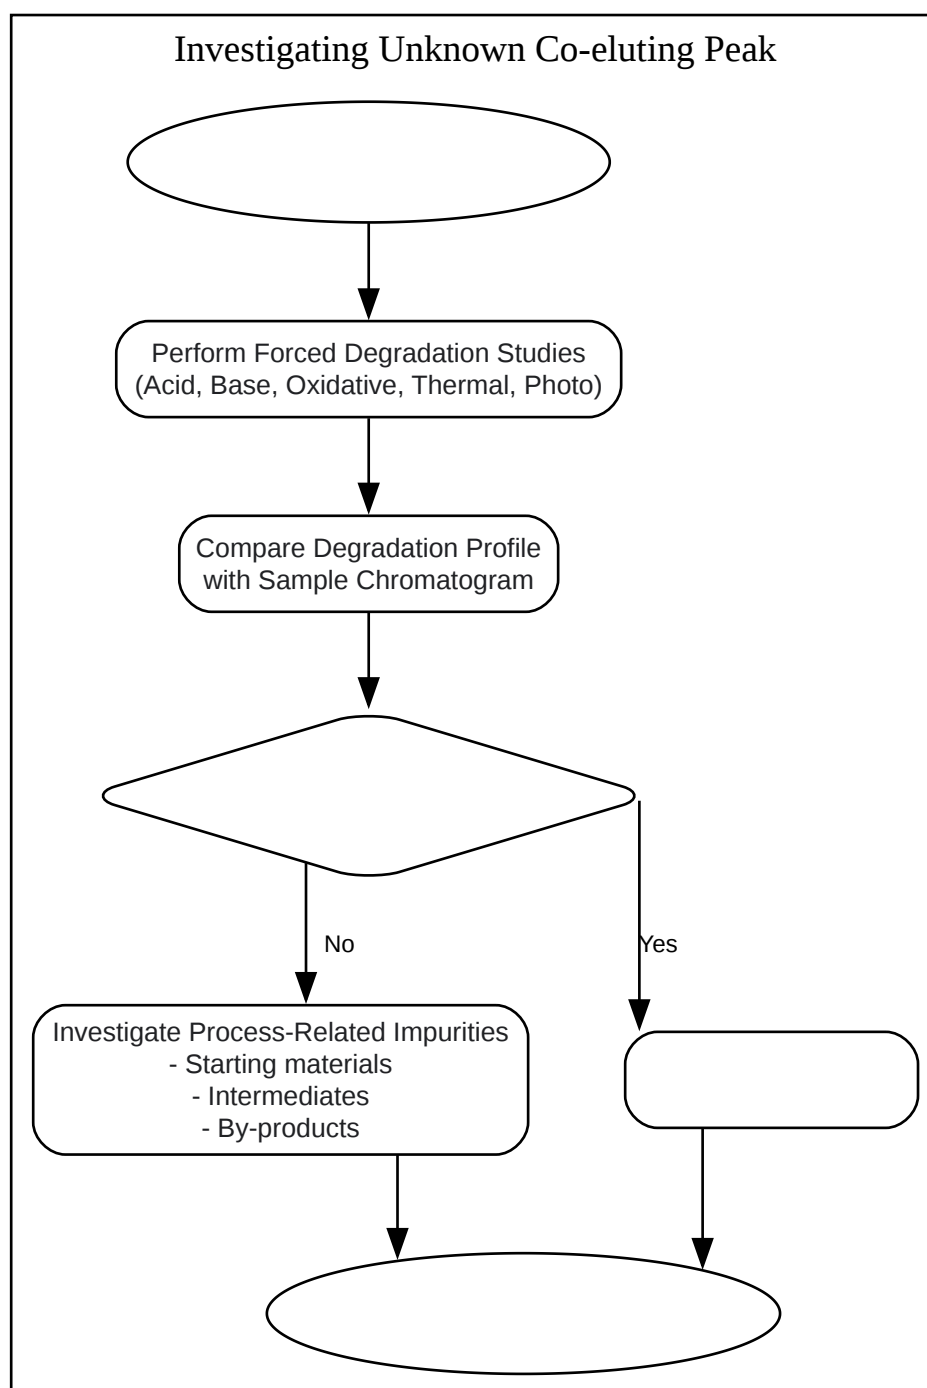 Investigating Unknown Co-eluting Peak
Perform Forced Degradation Studies
(Acid, Base, Oxidative, Thermal, Photo)
Compare Degradation Profile
with Sample Chromatogram
No
Yes
Investigate Process-Related Impurities
- Starting materials
- Intermediates
- By-products